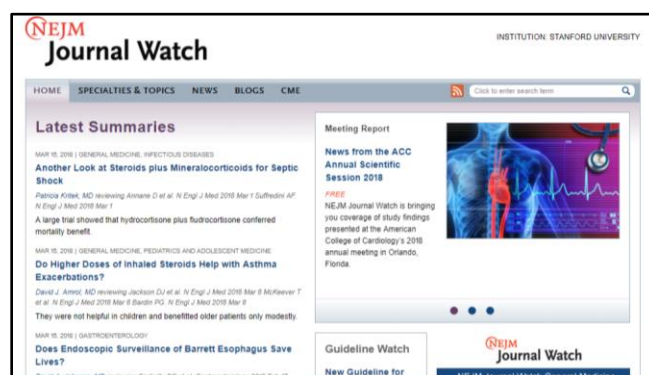 NEJM
Journal Watch
INSTITUTION: STANFORD UNIVERSITY
HOME SPECIALTIES & TOPICS NEWS BLOGS CME
Click to enter search term
Latest Summaries
MAR 15, 2018 | GENERAL MEDICINE, INFECTIOUS DISEASES
Another Look at Steroids plus Mineralocorticoids for Septic
Shock
Patricia Kritek, MD reviewing Annane D et al. N Engl J Med 2018 Mar 1 Suffredini AF
N Engl J Med 2018 Mar 1
A large trial showed that hydrocortisone plus fludrocortisone conferred
mortality benefit.
MAR 15, 2018 | GENERAL MEDICINE, PEDIATRICS AND ADOLESCENT MEDICINE
Do Higher Doses of Inhaled Steroids Help with Asthma
Exacerbations?
David J. Amrol, MD reviewing Jackson DJ et al. N Engl J Med 2018 Mar 8 McKeever T
et al. N Engl J Med 2018 Mar 8 Bardin PG. N Engl J Med 2018 Mar 8
They were not helpful in children and benefitted older patients only modestly.
MAR 15, 2018 | GASTROENTEROLOGY
Does Endoscopic Surveillance of Barrett Esophagus Save
Lives?
Meeting Report
News from the ACC
Annual Scientific
Session 2018
FREE
NEJM Journal Watch is bringing
you coverage of study findings
presented at the American
College of Cardiology's 2018
annual meeting in Orlando,
Florida.
Guideline Watch
New Guideline for
NEJM
Journal Watch